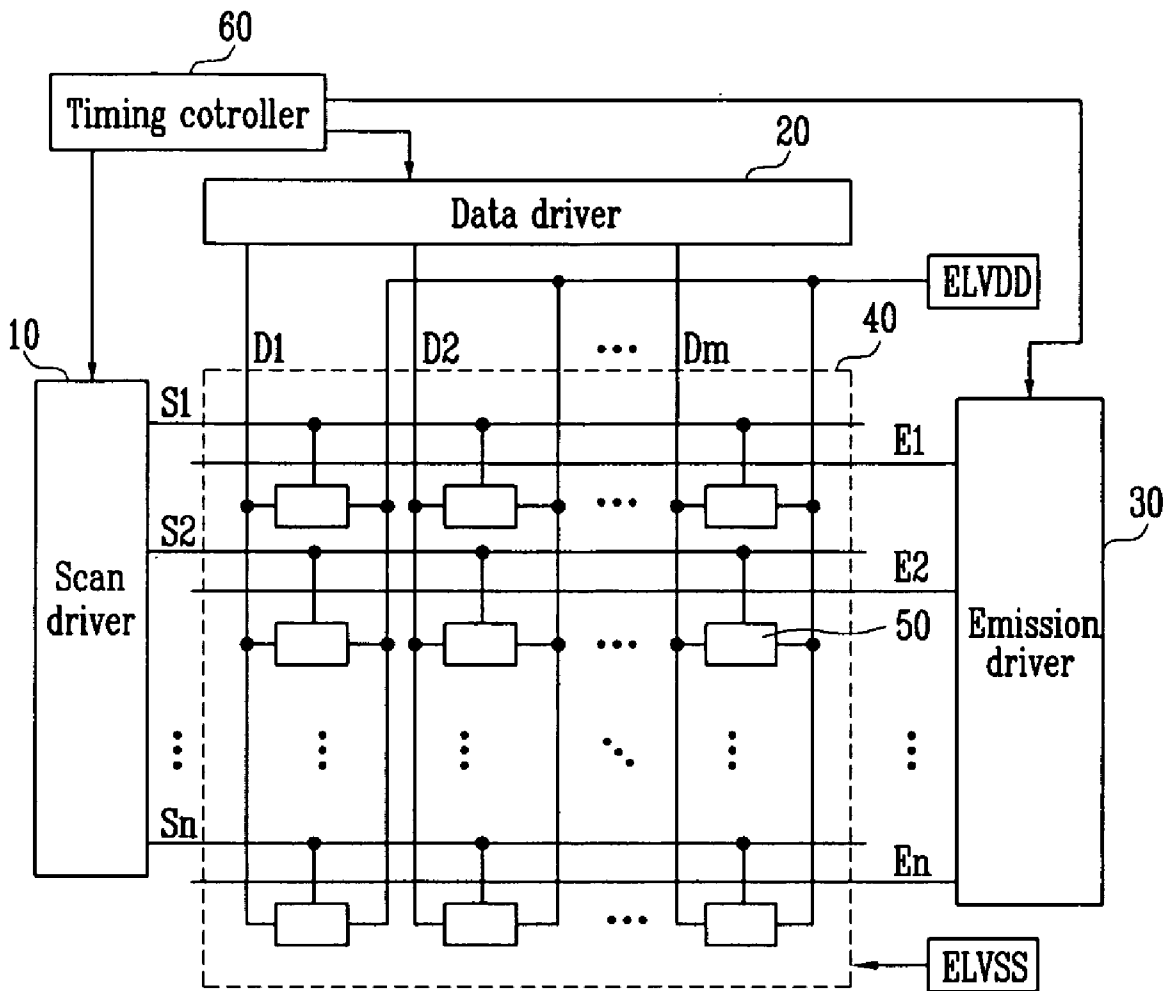 60
Timing cotroller
20
Data driver
ELVDD
10
D1
D2
Dm
40
S1
E1
30
S2
E2
Scan
driver
50
Emission
driver
Sn
En
ELVSS